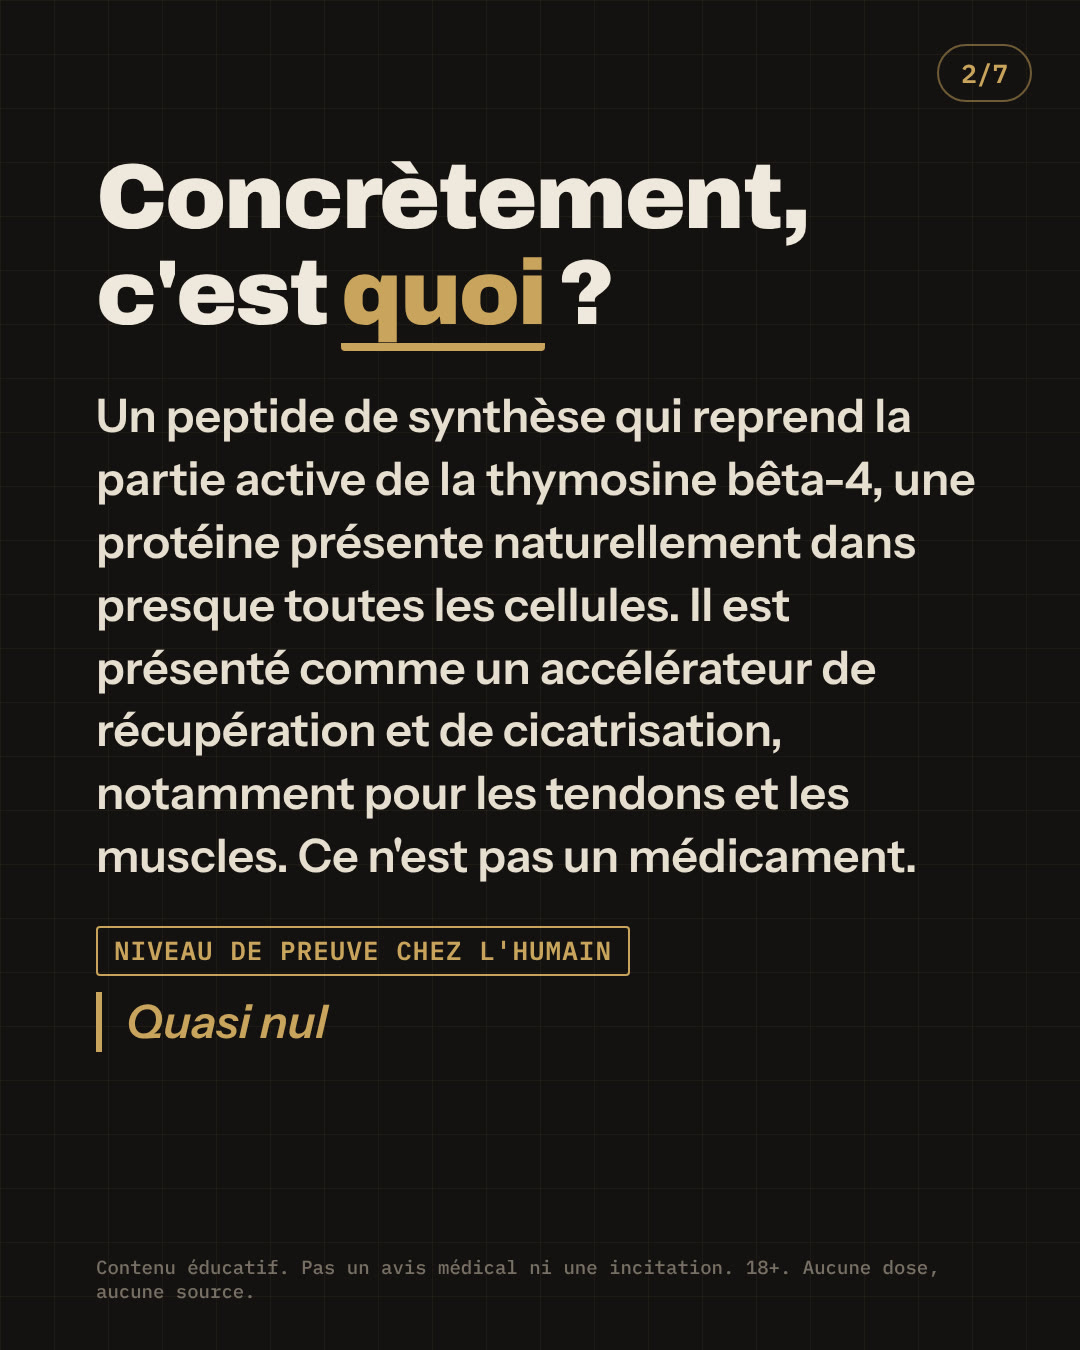 2/7
Concrètement,
c'est quoi ?
Un peptide de synthèse qui reprend la
partie active de la thymosine bêta-4, une
protéine présente naturellement dans
presque toutes les cellules. Il est
présenté comme un accélérateur de
récupération et de cicatrisation,
notamment pour les tendons et les
muscles. Ce n'est pas un médicament.
NIVEAU DE PREUVE CHEZ L'HUMAIN
Quasi nul
Contenu éducatif. Pas un avis médical ni une incitation. 18+. Aucune dose,
aucune source.